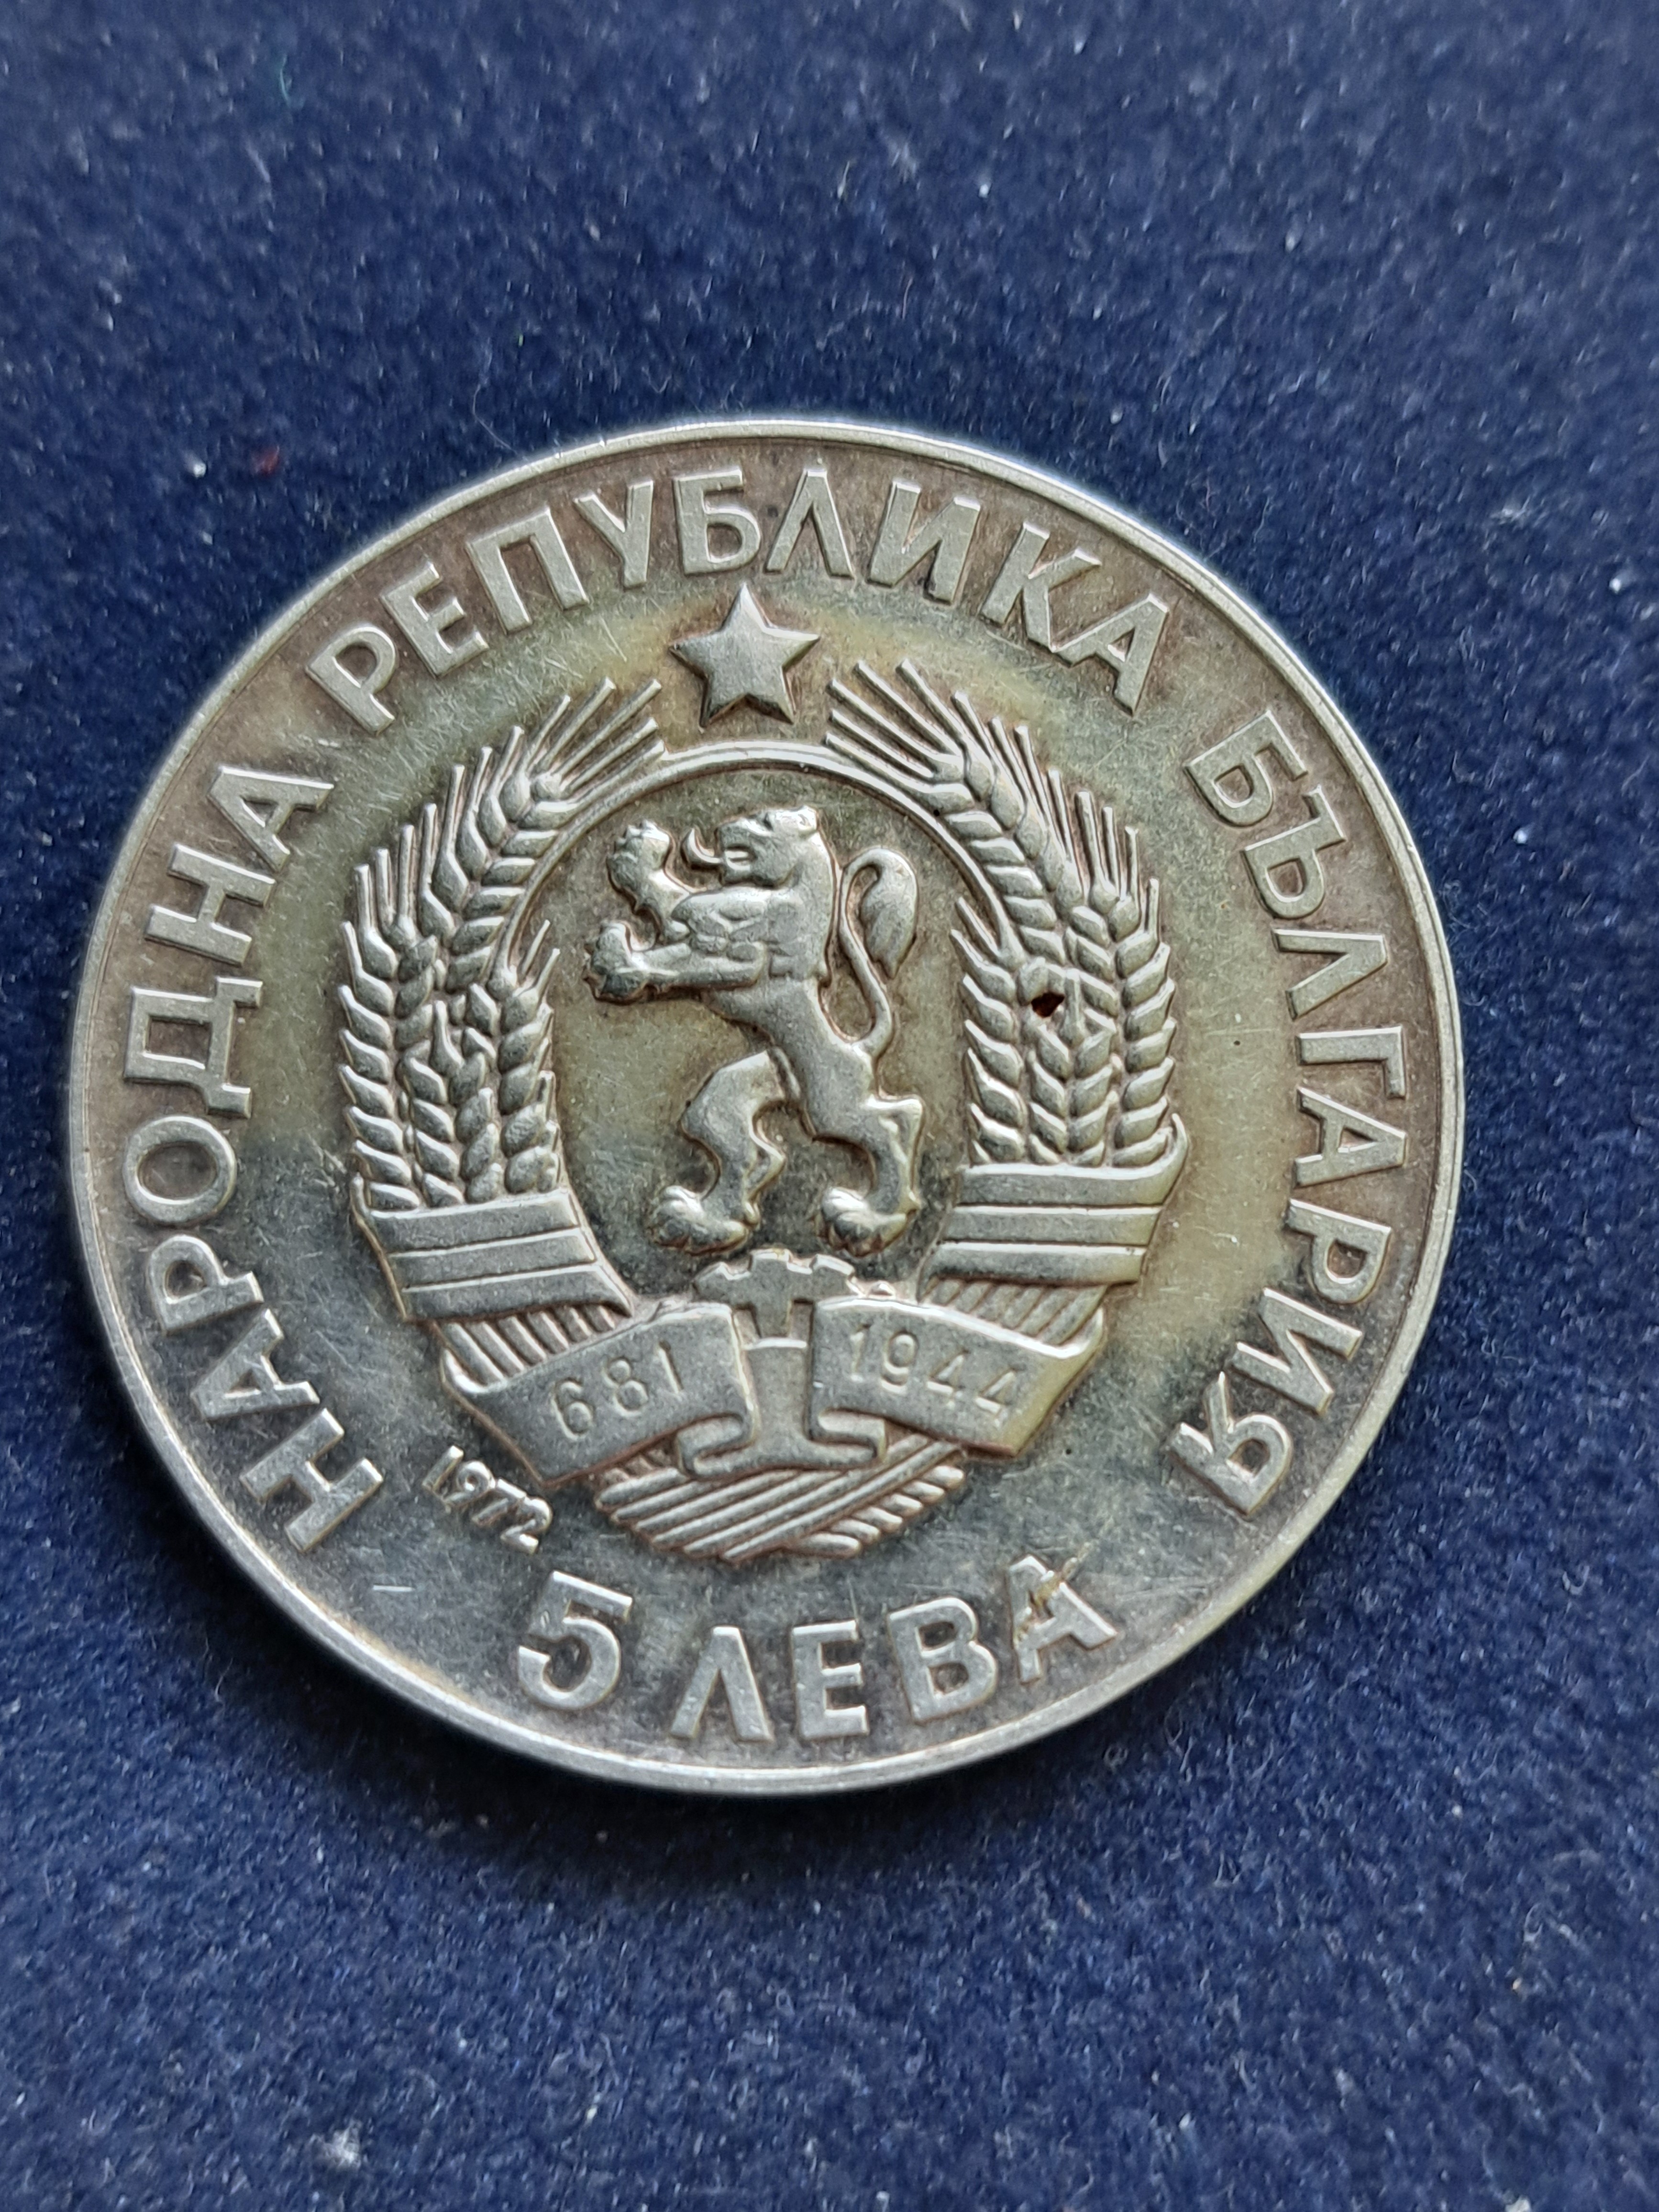 НАРОДНА РЕПУБЛИКА БЪЛГАРИЯ
681 1944
1972
5 ЛЕВА